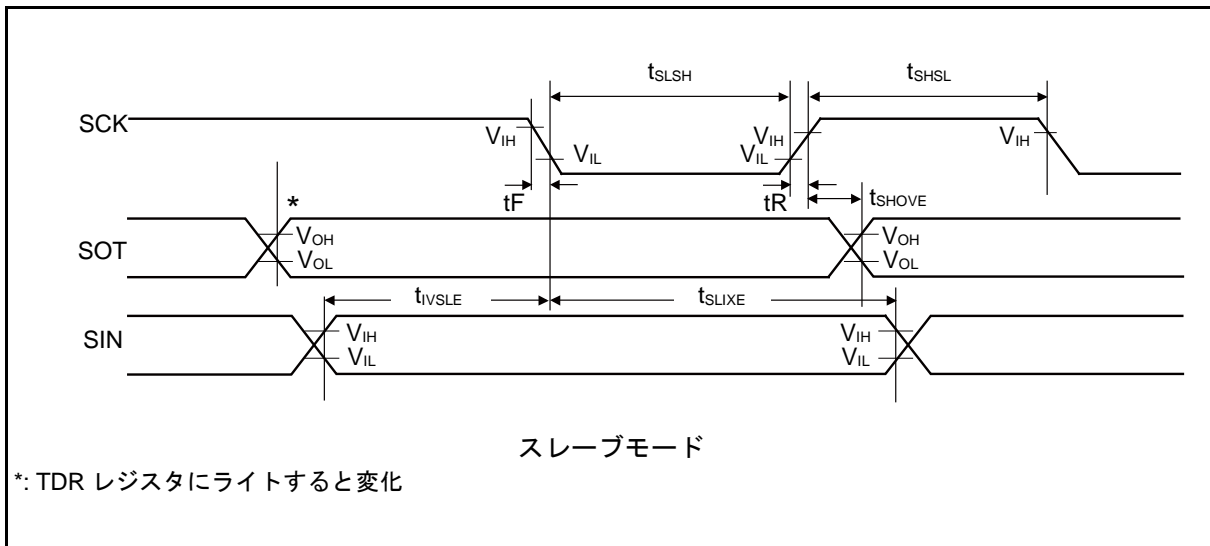 tSLSH tSHSL
SCK
VIH VIL VIL VIH VIH
tF tR tSHOVE
*
SOT
VOH VOH
VOL VOL
tIVSLE tSLIXE
SIN
VIH VIH
VIL VIL
スレーブモード
*: TDR レジスタにライトすると変化